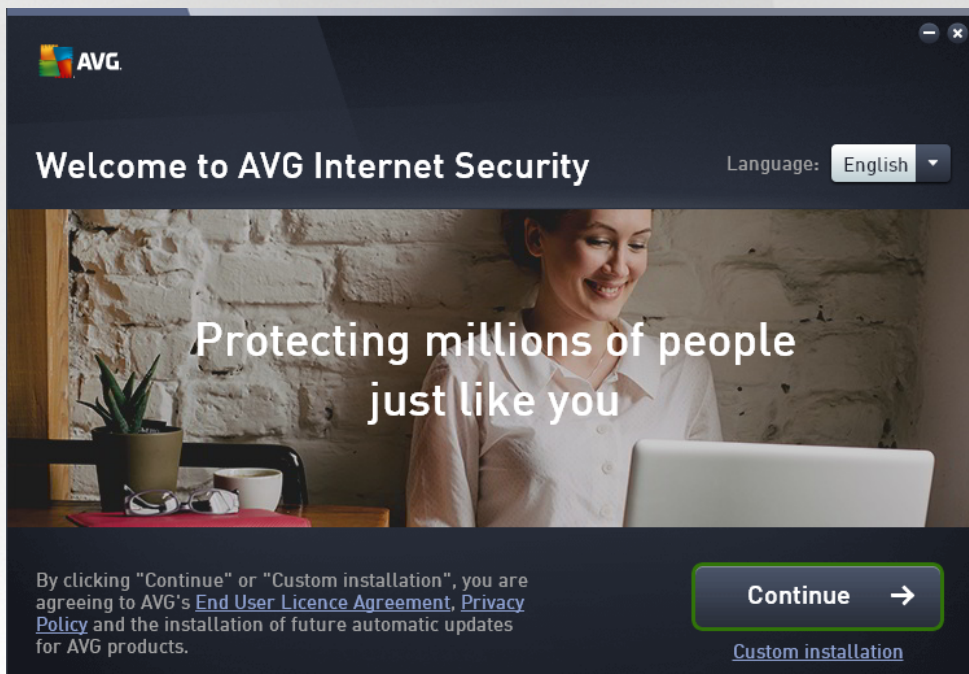 AVG.
Welcome to AVG Internet Security
Language: English
Protecting millions of people
just like you
By clicking "Continue" or "Custom installation", you are
agreeing to AVG's End User Licence Agreement, Privacy
Policy and the installation of future automatic updates
for AVG products.
Continue →
Custom installation